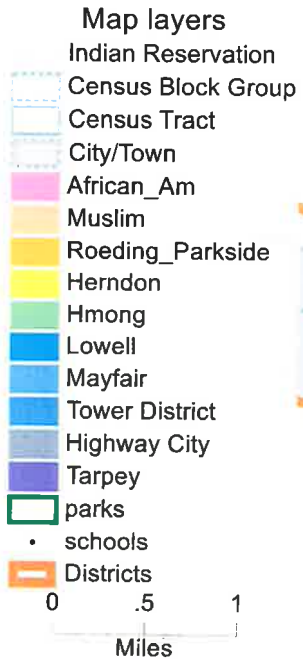 Map layers
Indian Reservation
Census Block Group
Census Tract
City/Town
African_Am
Muslim
Roeding_Parkside
Herndon
Hmong
Lowell
Mayfair
Tower District
Highway City
Tarpey
parks
schools
Districts
0 .5 1
Miles